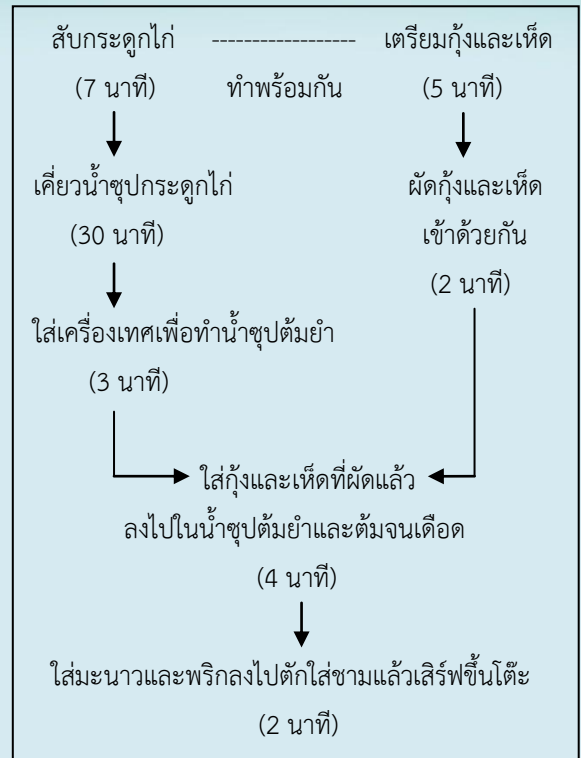 สับกระดูกไก่ ------------------ เตรียมกุ้งและเห็ด
(7 นาที) ทำพร้อมกัน (5 นาที)
เคี่ยวน้ำซุปกระดูกไก่ ผัดกุ้งและเห็ด
(30 นาที) เข้าด้วยกัน
(2 นาที)
ใส่เครื่องเทศเพื่อทำน้ำซุปต้มยำ
(3 นาที)
ใส่กุ้งและเห็ดที่ผัดแล้ว
ลงไปในน้ำซุปต้มยำและต้มจนเดือด
(4 นาที)
ใส่มะนาวและพริกลงไปตักใส่ชามแล้วเสิร์ฟขึ้นโต๊ะ
(2 นาที)